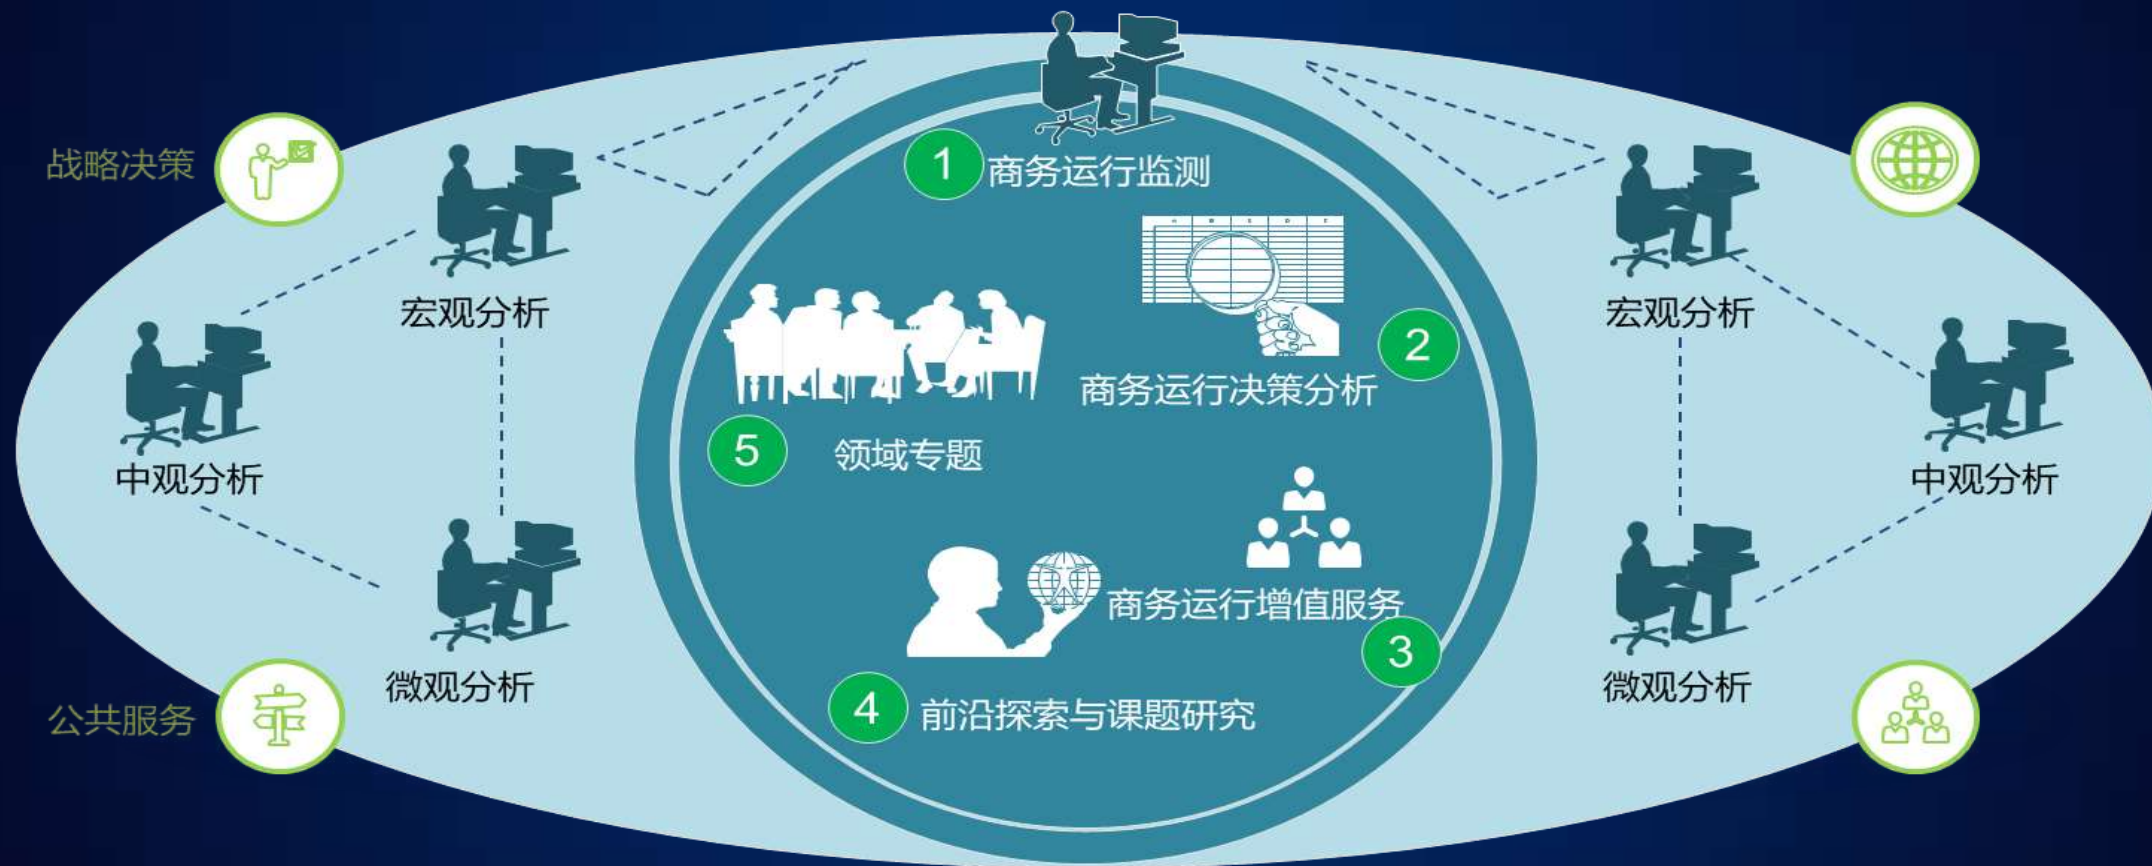 战略决策
宏观分析
中观分析
微观分析
公共服务
1
商务运行监测
2
商务运行决策分析
5
领域专题
商务运行增值服务
3
4
前沿探索与课题研究
宏观分析
中观分析
微观分析